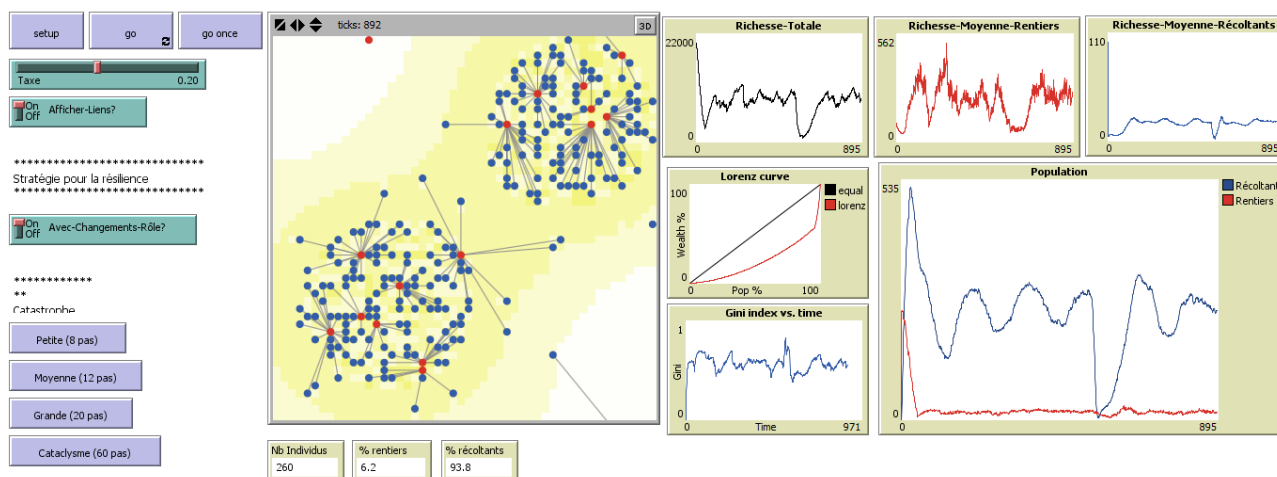 setup
go
go once
Taxe
0.20
On
Off
Afficher-Liens?
****************************
Stratégie pour la résilience
****************************
On
Off
Avec-Changements-Rôle?
************
**
Catastrophe
Petite (8 pas)
Moyenne (12 pas)
Grande (20 pas)
Cataclysme (60 pas)
ticks: 892
3D
Nb Individus
260
% rentiers
6.2
% récoltants
93.8
Richesse-Totale
22000
0
0
895
Richesse-Moyenne-Rentiers
562
0
0
895
Richesse-Moyenne-Récoltants
110
0
0
895
Lorenz curve
100
Wealth %
0
0
Pop %
100
equal
lorenz
Gini index vs. time
1
Gini
0
0
Time
971
Population
535
0
0
895
Récoltant
Rentiers